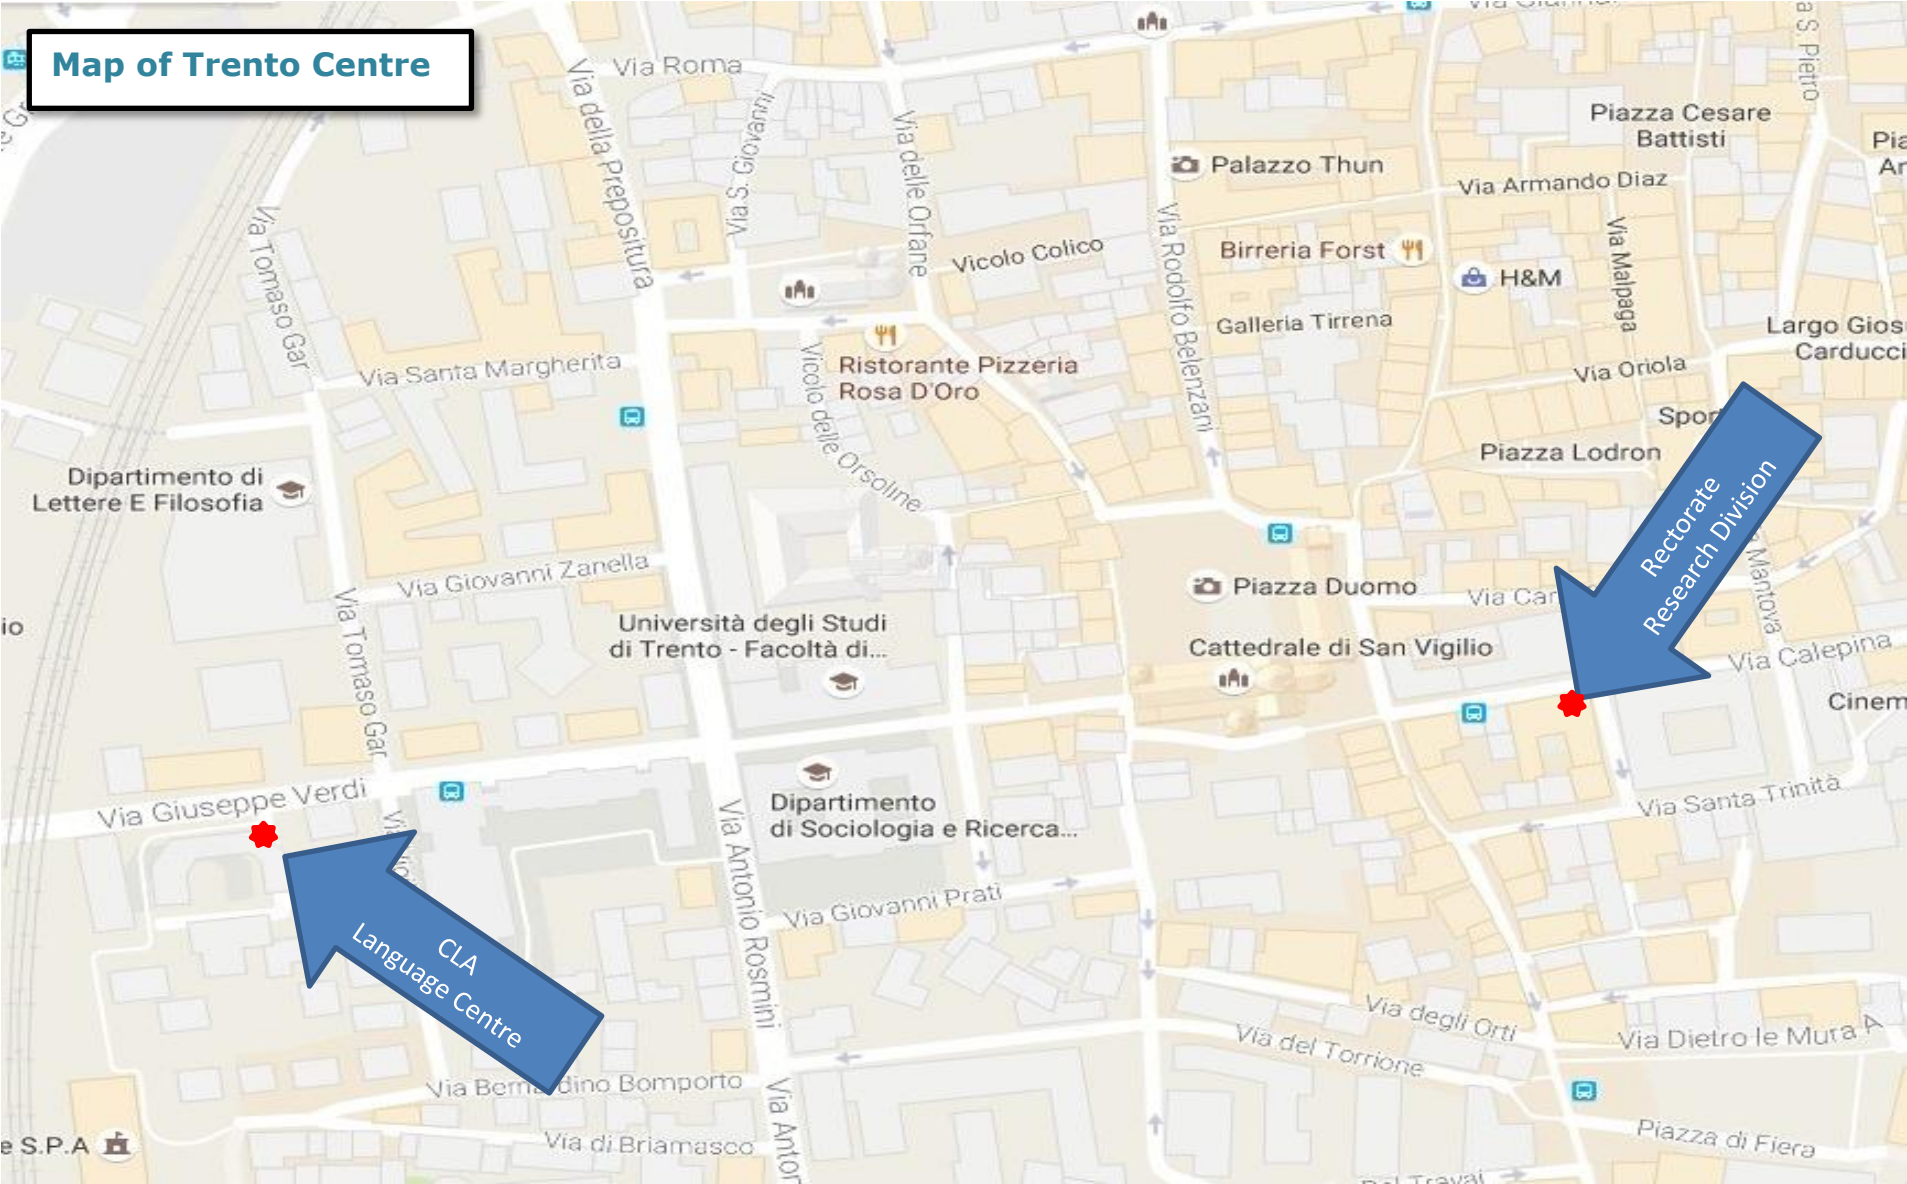 Map of Trento Centre
Via Roma
Via della Prepositura
Via S. Giovanni
Via delle Orfane
Palazzo Thun
Piazza Cesare
Battisti
Via Armando Diaz
S. Pietro
Via Tomaso Gar
Vicolo Colico
Via Rodolfo Belenzani
Birreria Forst
H&M
Via Malpaga
Galleria Tirrena
Largo
Carducci
Via Santa Margherita
Ristorante Pizzeria
Rosa D'Oro
Vicolo delle Orsoline
Via Oriola
Piazza Lodron
Dipartimento di
Lettere E Filosofia
Rectorate
Research Division
Via Giovanni Zanella
Piazza Duomo
Via
Mantova
Università degli Studi
di Trento - Facoltà di...
Cattedrale di San Vigilio
Via Calepina
Via Tomaso Gar
Via Giuseppe Verdi
Dipartimento
di Sociologia e Ricerca...
Via Santa Trinità
Via Antonio Rosmini
CLA
Language Centre
Via Giovanni Prati
Via degli Orti
Via del Torrione
Via Dietro le Mura A
Via Bomporto
Via di Briamasco
Via
e S.P.A
Piazza di Fiera